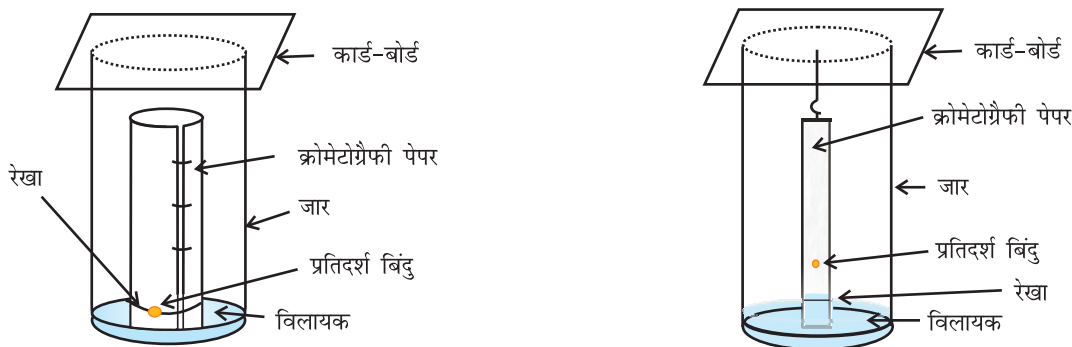 कार्ड-बोर्ड
क्रोमेटोग्रैफी पेपर
रेखा
जार
प्रतिदर्श बिंदु
विलायक
कार्ड-बोर्ड
क्रोमेटोग्रैफी पेपर
जार
प्रतिदर्श बिंदु
रेखा
विलायक